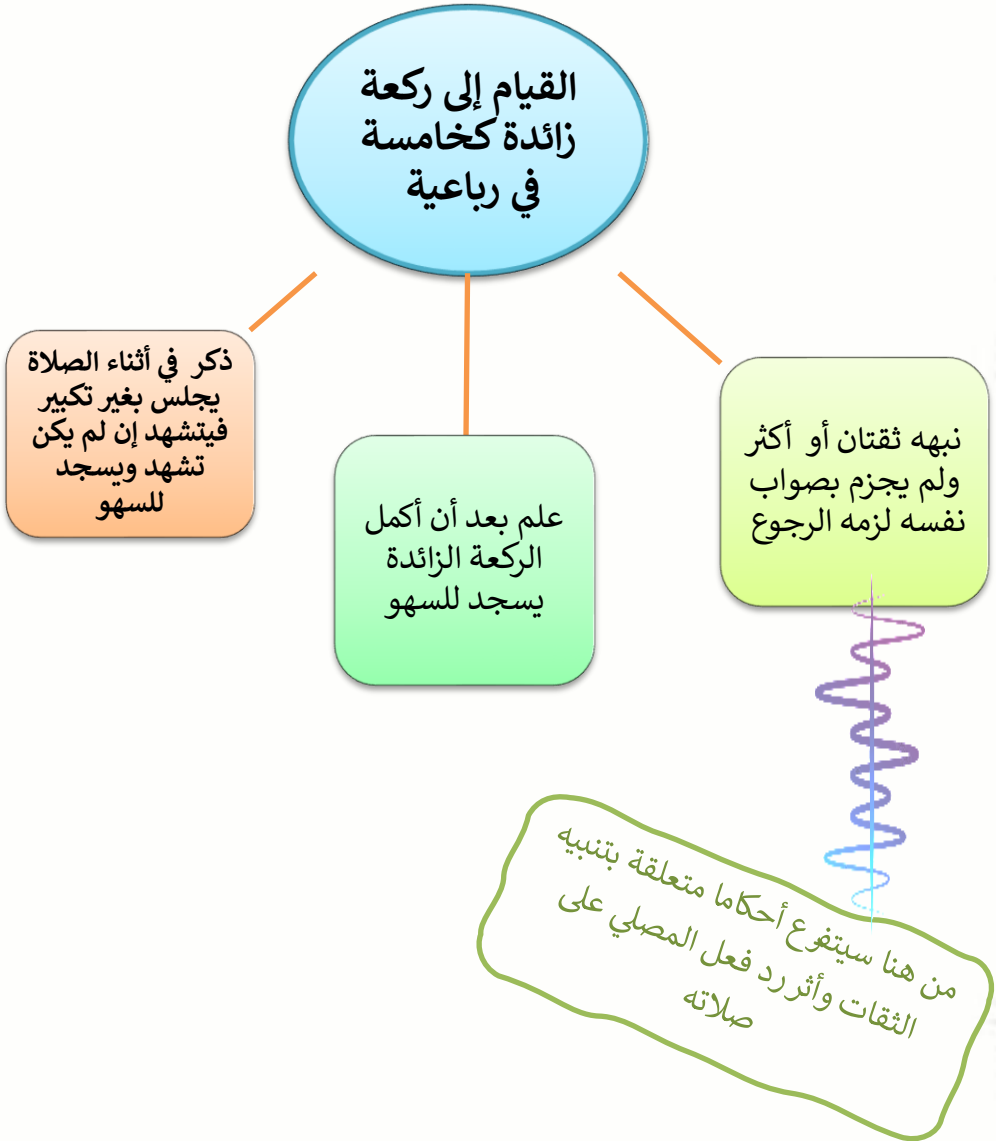 القيام إلى ركعة
زائدة كخامسة
في رباعية
نبهه ثقتان أو أكثر
ولم يجزم بصواب
نفسه لزمه الرجوع
علم بعد أن أكمل
الركعة الزائدة
يسجد للسهو
ذكر في أثناء الصلاة
يجلس بغير تكبير
فيتشهد إن لم يكن
تشهد ويسجد
للسهو
من هنا سيتفرع أحكاما متعلقة بتنبيه
الثقات وأثر رد فعل المصلي على
صلاته